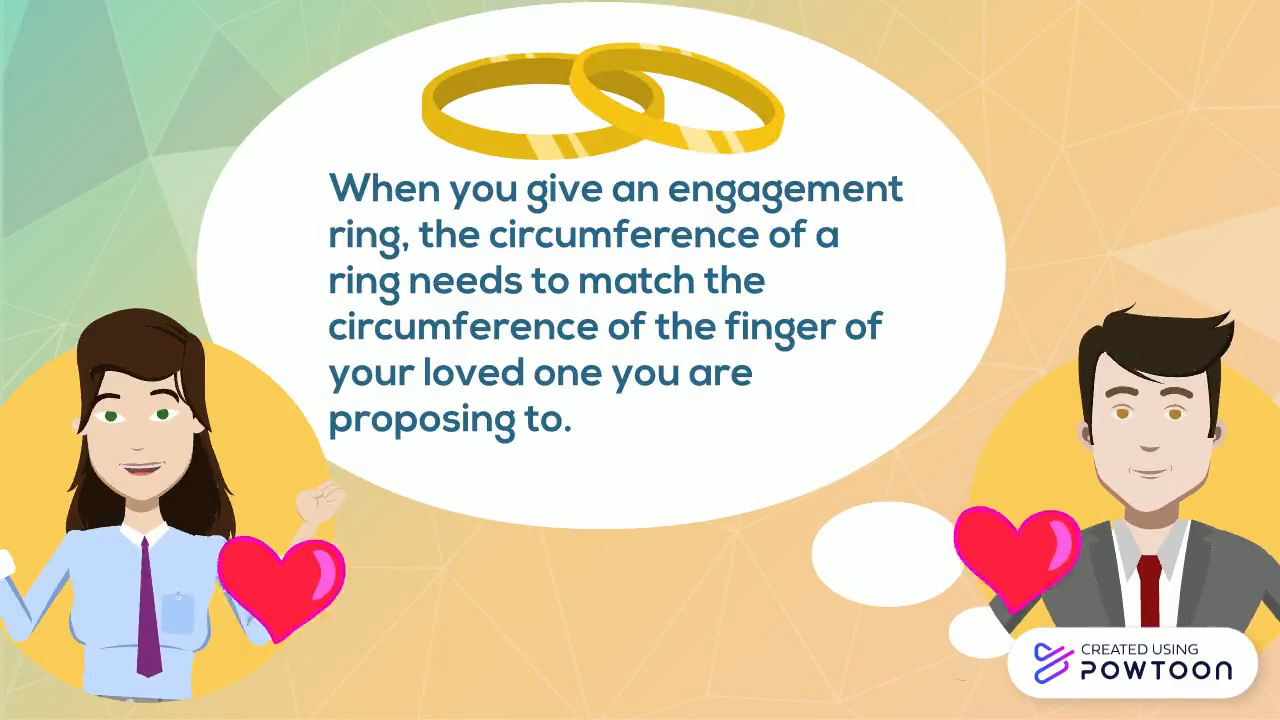 When you give an engagement
ring, the circumference of a
ring needs to match the
circumference of the finger of
your loved one you are
proposing to.
CREATED USING
POWTOON